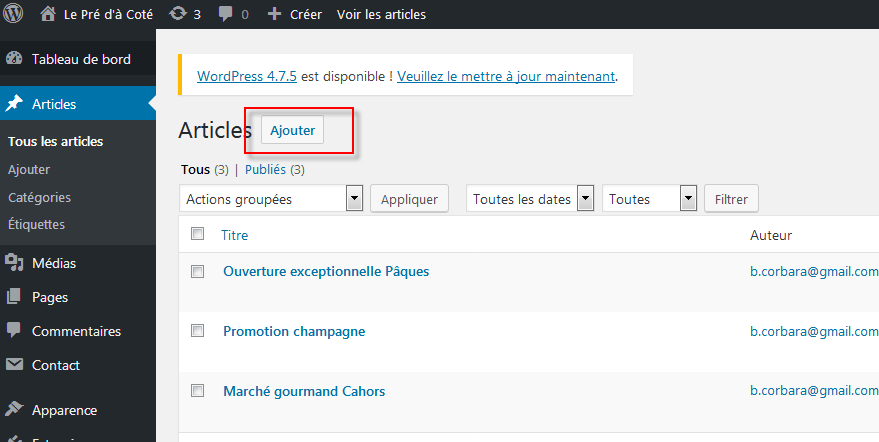 Le Pré d'à Coté 3 0 Créer Voir les articles
Tableau de bord
WordPress 4.7.5 est disponible ! Veuillez le mettre à jour maintenant.
Articles
Articles Ajouter
Tous les articles
Ajouter
Catégories
Étiquettes
Tous (3) | Publiés (3)
Actions groupées Appliquer Toutes les dates Toutes Filtrer
Titre Auteur
Médias
Ouverture exceptionnelle Pâques b.corbara@gmail.com
Pages
Commentaires
Promotion champagne b.corbara@gmail.com
Contact
Marché gourmand Cahors b.corbara@gmail.com
Apparence